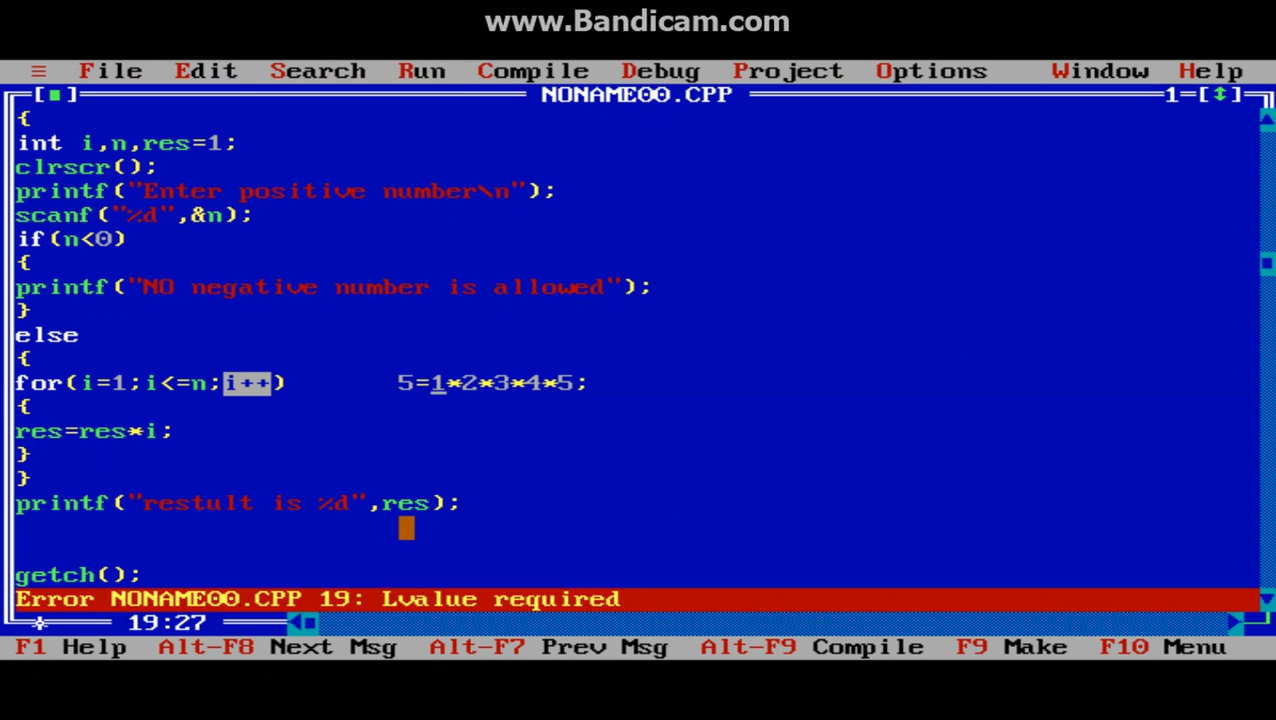 www.Bandicam.com
≡ File Edit Search Run Compile Debug Project Options Window Help
[■] NONAME00.CPP 1=[↕]
{
int i,n,res=1;
clrscr();
printf("Enter positive number\n");
scanf("%d",&n);
if(n<0)
{
printf("NO negative number is allowed");
}
else
{
for(i=1;i<=n;i++) 5=1*2*3*4*5;
{
res=res*i;
}
}
printf("restult is %d",res);
getch();
Error NONAME00.CPP 19: Lvalue required
19:27
F1 Help Alt-F8 Next Msg Alt-F7 Prev Msg Alt-F9 Compile F9 Make F10 Menu